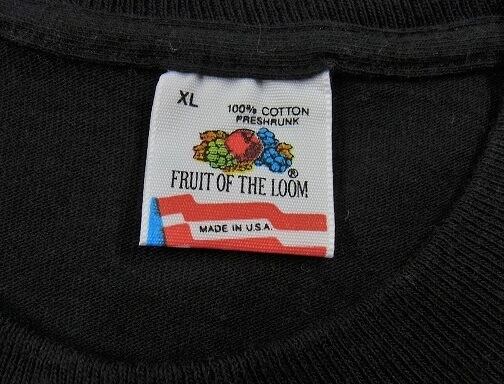 XL
100% COTTON
PRESHRUNK
®
FRUIT OF THE LOOM
MADE IN U.S.A.